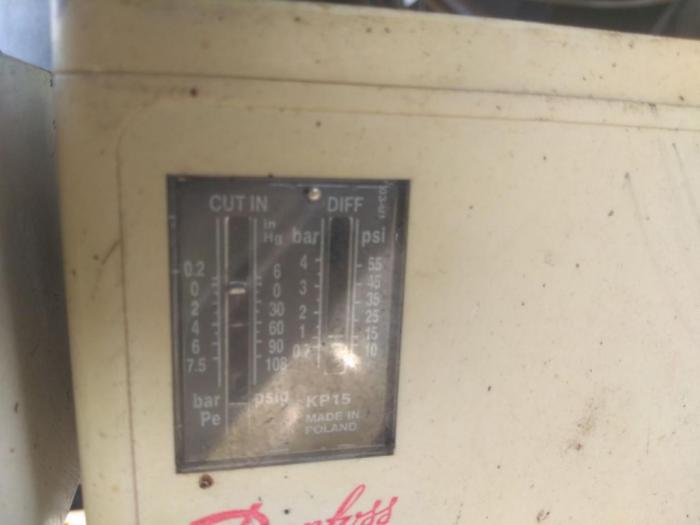 CUT IN DIFF
in
Hg bar psi
0.2 6 4 55
0 0 3 45
2 30 35
4 60 2 25
6 90 1 15
7.5 108 0.7 10
bar psig KP15
Pe MADE IN
POLAND
Danfoss